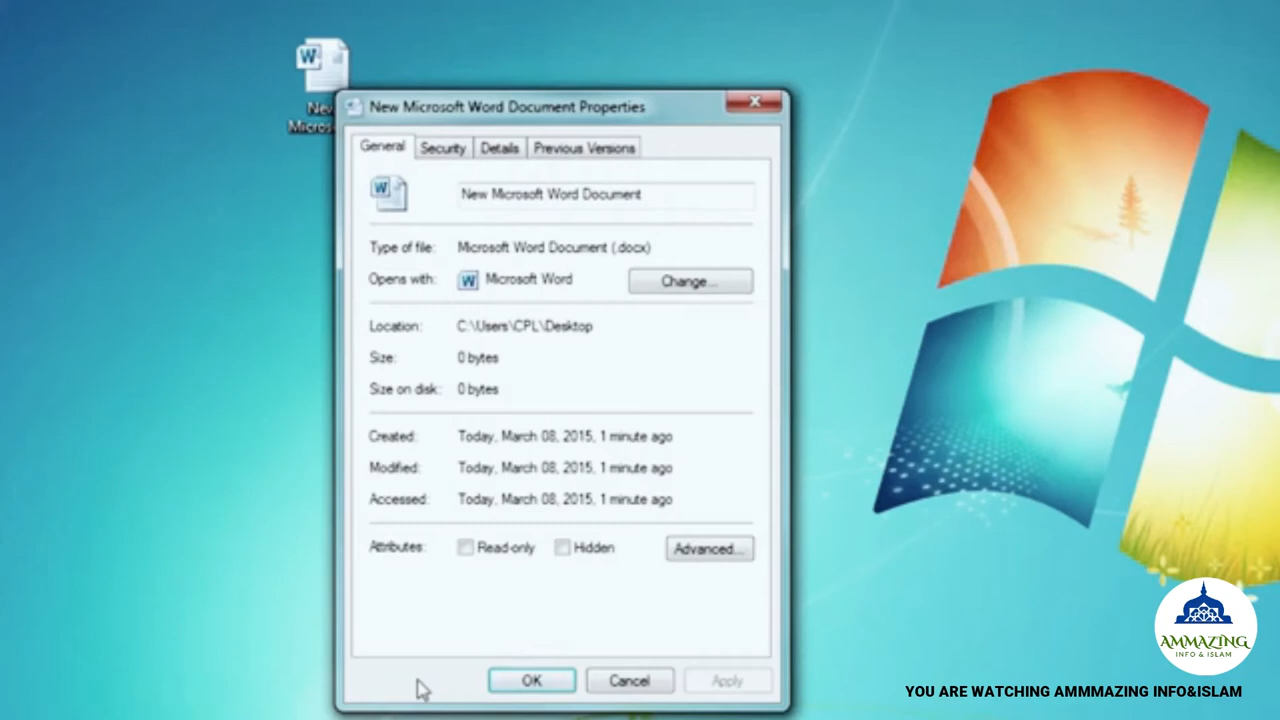 New
Micros
New Microsoft Word Document Properties
General Security Details Previous Versions
New Microsoft Word Document
Type of file: Microsoft Word Document (.docx)
Opens with: Microsoft Word Change...
Location: C:\Users\CPL\Desktop
Size: 0 bytes
Size on disk: 0 bytes
Created: Today, March 08, 2015, 1 minute ago
Modified: Today, March 08, 2015, 1 minute ago
Accessed: Today, March 08, 2015, 1 minute ago
Attributes: Read-only Hidden Advanced...
OK Cancel Apply
AMMAZING
INFO & ISLAM
YOU ARE WATCHING AMMMAZING INFO&ISLAM